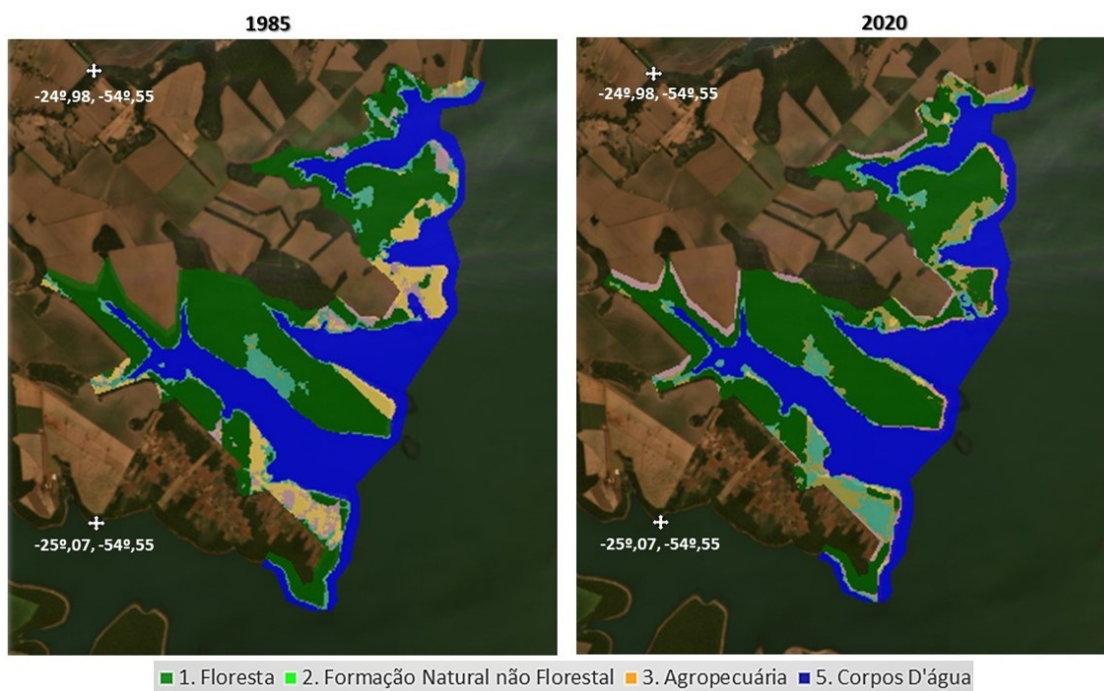 1985
2020
-24º,98, -54º,55
-24º,98, -54º,55
-25º,07, -54º,55
-25º,07, -54º,55
1. Floresta 2. Formação Natural não Florestal 3. Agropecuária 5. Corpos D'água